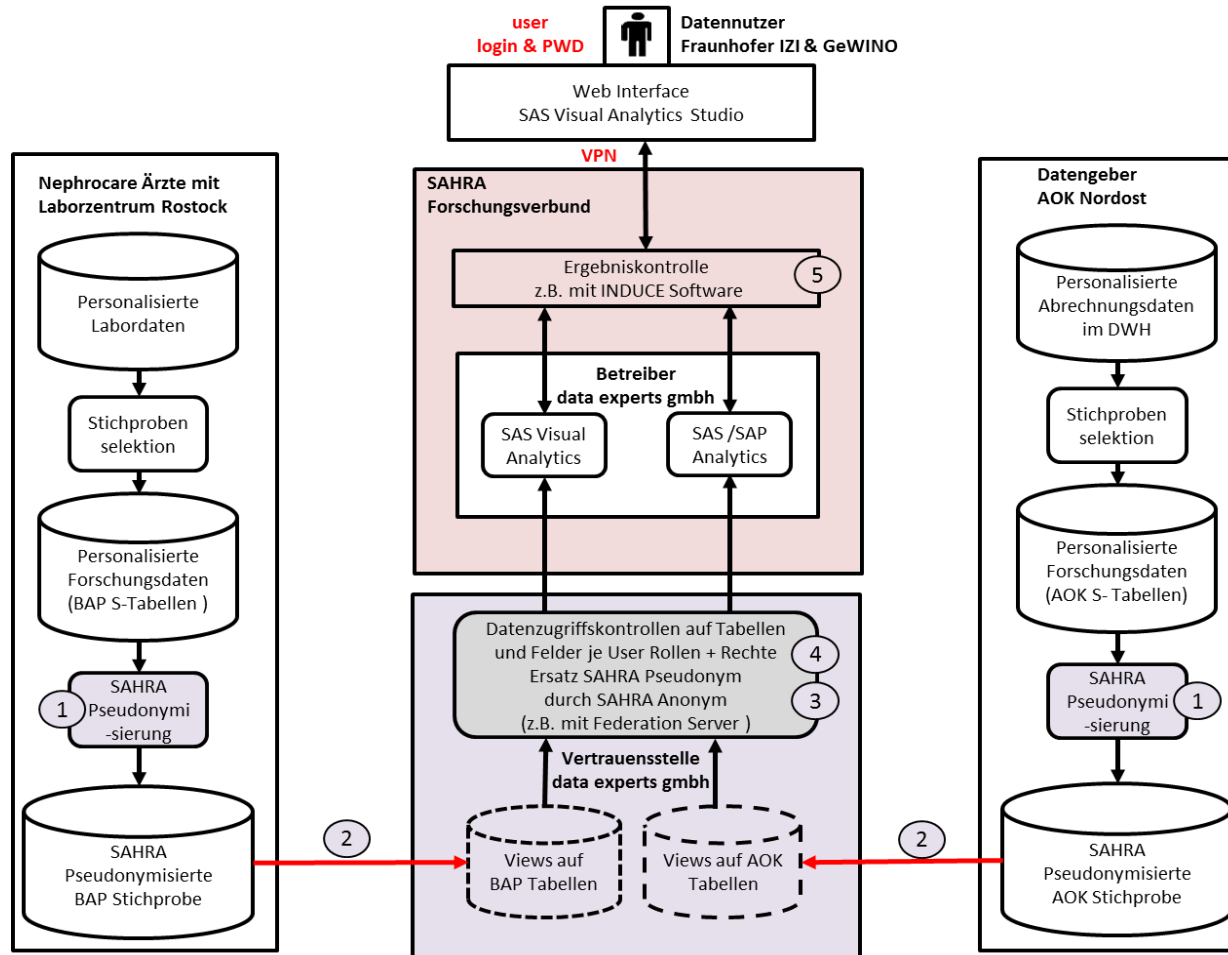 user
login & PWD
Datennutzer
Fraunhofer IZI & GeWINO
Web Interface
SAS Visual Analytics Studio
VPN
Nephrocare Ärzte mit
Laborzentrum Rostock
Personalisierte
Labordaten
Stichproben
selektion
Personalisierte
Forschungsdaten
(BAP S-Tabellen )
1
SAHRA
Pseudonymi
-sierung
SAHRA
Pseudonymisierte
BAP Stichprobe
2
SAHRA
Forschungsverbund
Ergebniskontrolle
z.B. mit INDUCE Software
5
Betreiber
data experts gmbh
SAS Visual
Analytics
SAS /SAP
Analytics
Datenzugriffskontrollen auf Tabellen
und Felder je User Rollen + Rechte
Ersatz SAHRA Pseudonym
durch SAHRA Anonym
(z.B. mit Federation Server )
4
3
Vertrauensstelle
data experts gmbh
Views auf
BAP Tabellen
Views auf AOK
Tabellen
Datengeber
AOK Nordost
Personalisierte
Abrechnungsdaten
im DWH
Stichproben
selektion
Personalisierte
Forschungsdaten
(AOK S- Tabellen)
SAHRA
Pseudonymi
-sierung
1
2
SAHRA
Pseudonymisierte
AOK Stichprobe